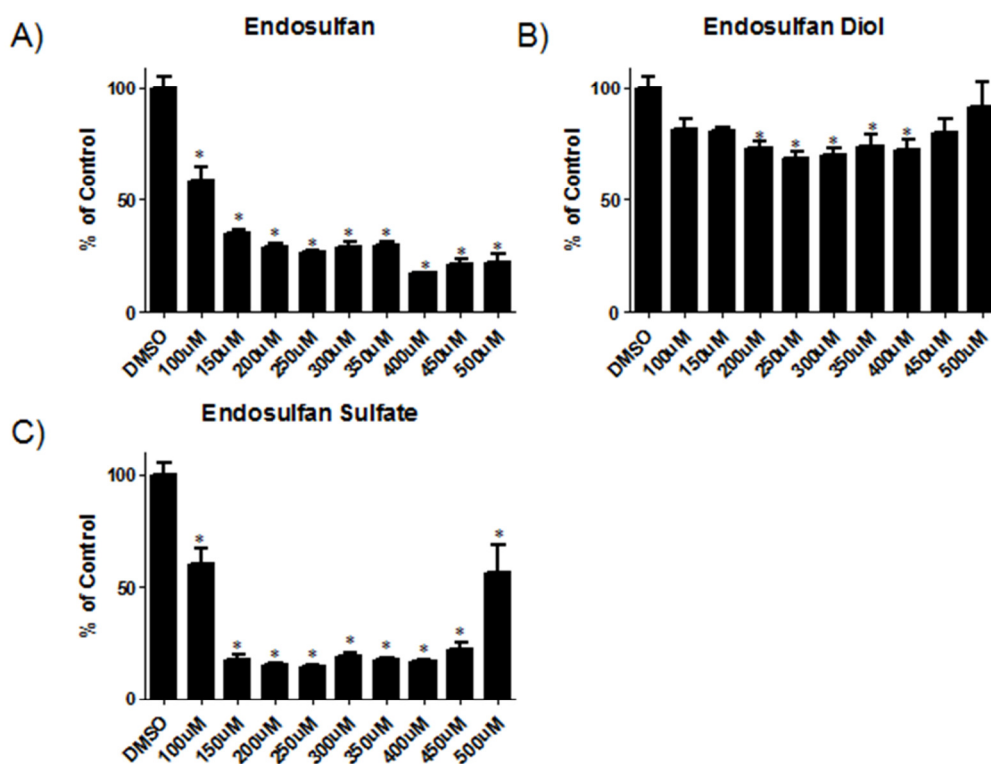 A)
Endosulfan
% of Control
100
50
0
* * * * * * * * *
DMSO
100uM
150uM
200uM
250uM
300uM
350uM
400uM
450uM
500uM
B)
Endosulfan Diol
% of Control
100
50
0
* * * * *
DMSO
100uM
150uM
200uM
250uM
300uM
350uM
400uM
450uM
500uM
C)
Endosulfan Sulfate
% of Control
100
50
0
* * * * * * * * *
DMSO
100uM
150uM
200uM
250uM
300uM
350uM
400uM
450uM
500uM